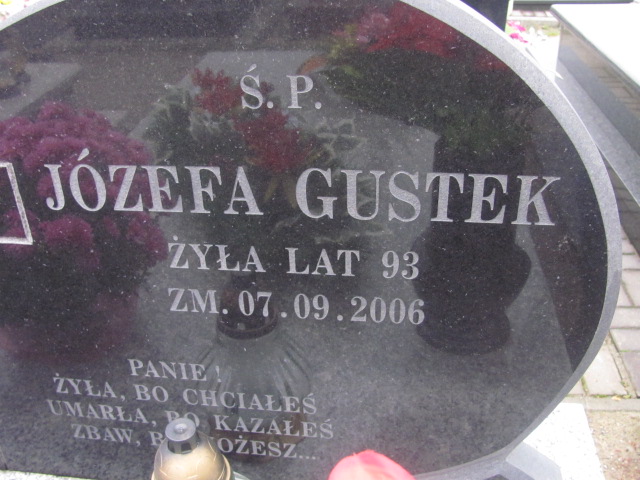 Ś. P.
JÓZEFA GUSTEK
ŻYŁA LAT 93
ZM. 07.09.2006
PANIE!
ŻYŁA, BO CHCIAŁEŚ
UMARŁA, BO KAZAŁEŚ
ZBAW,